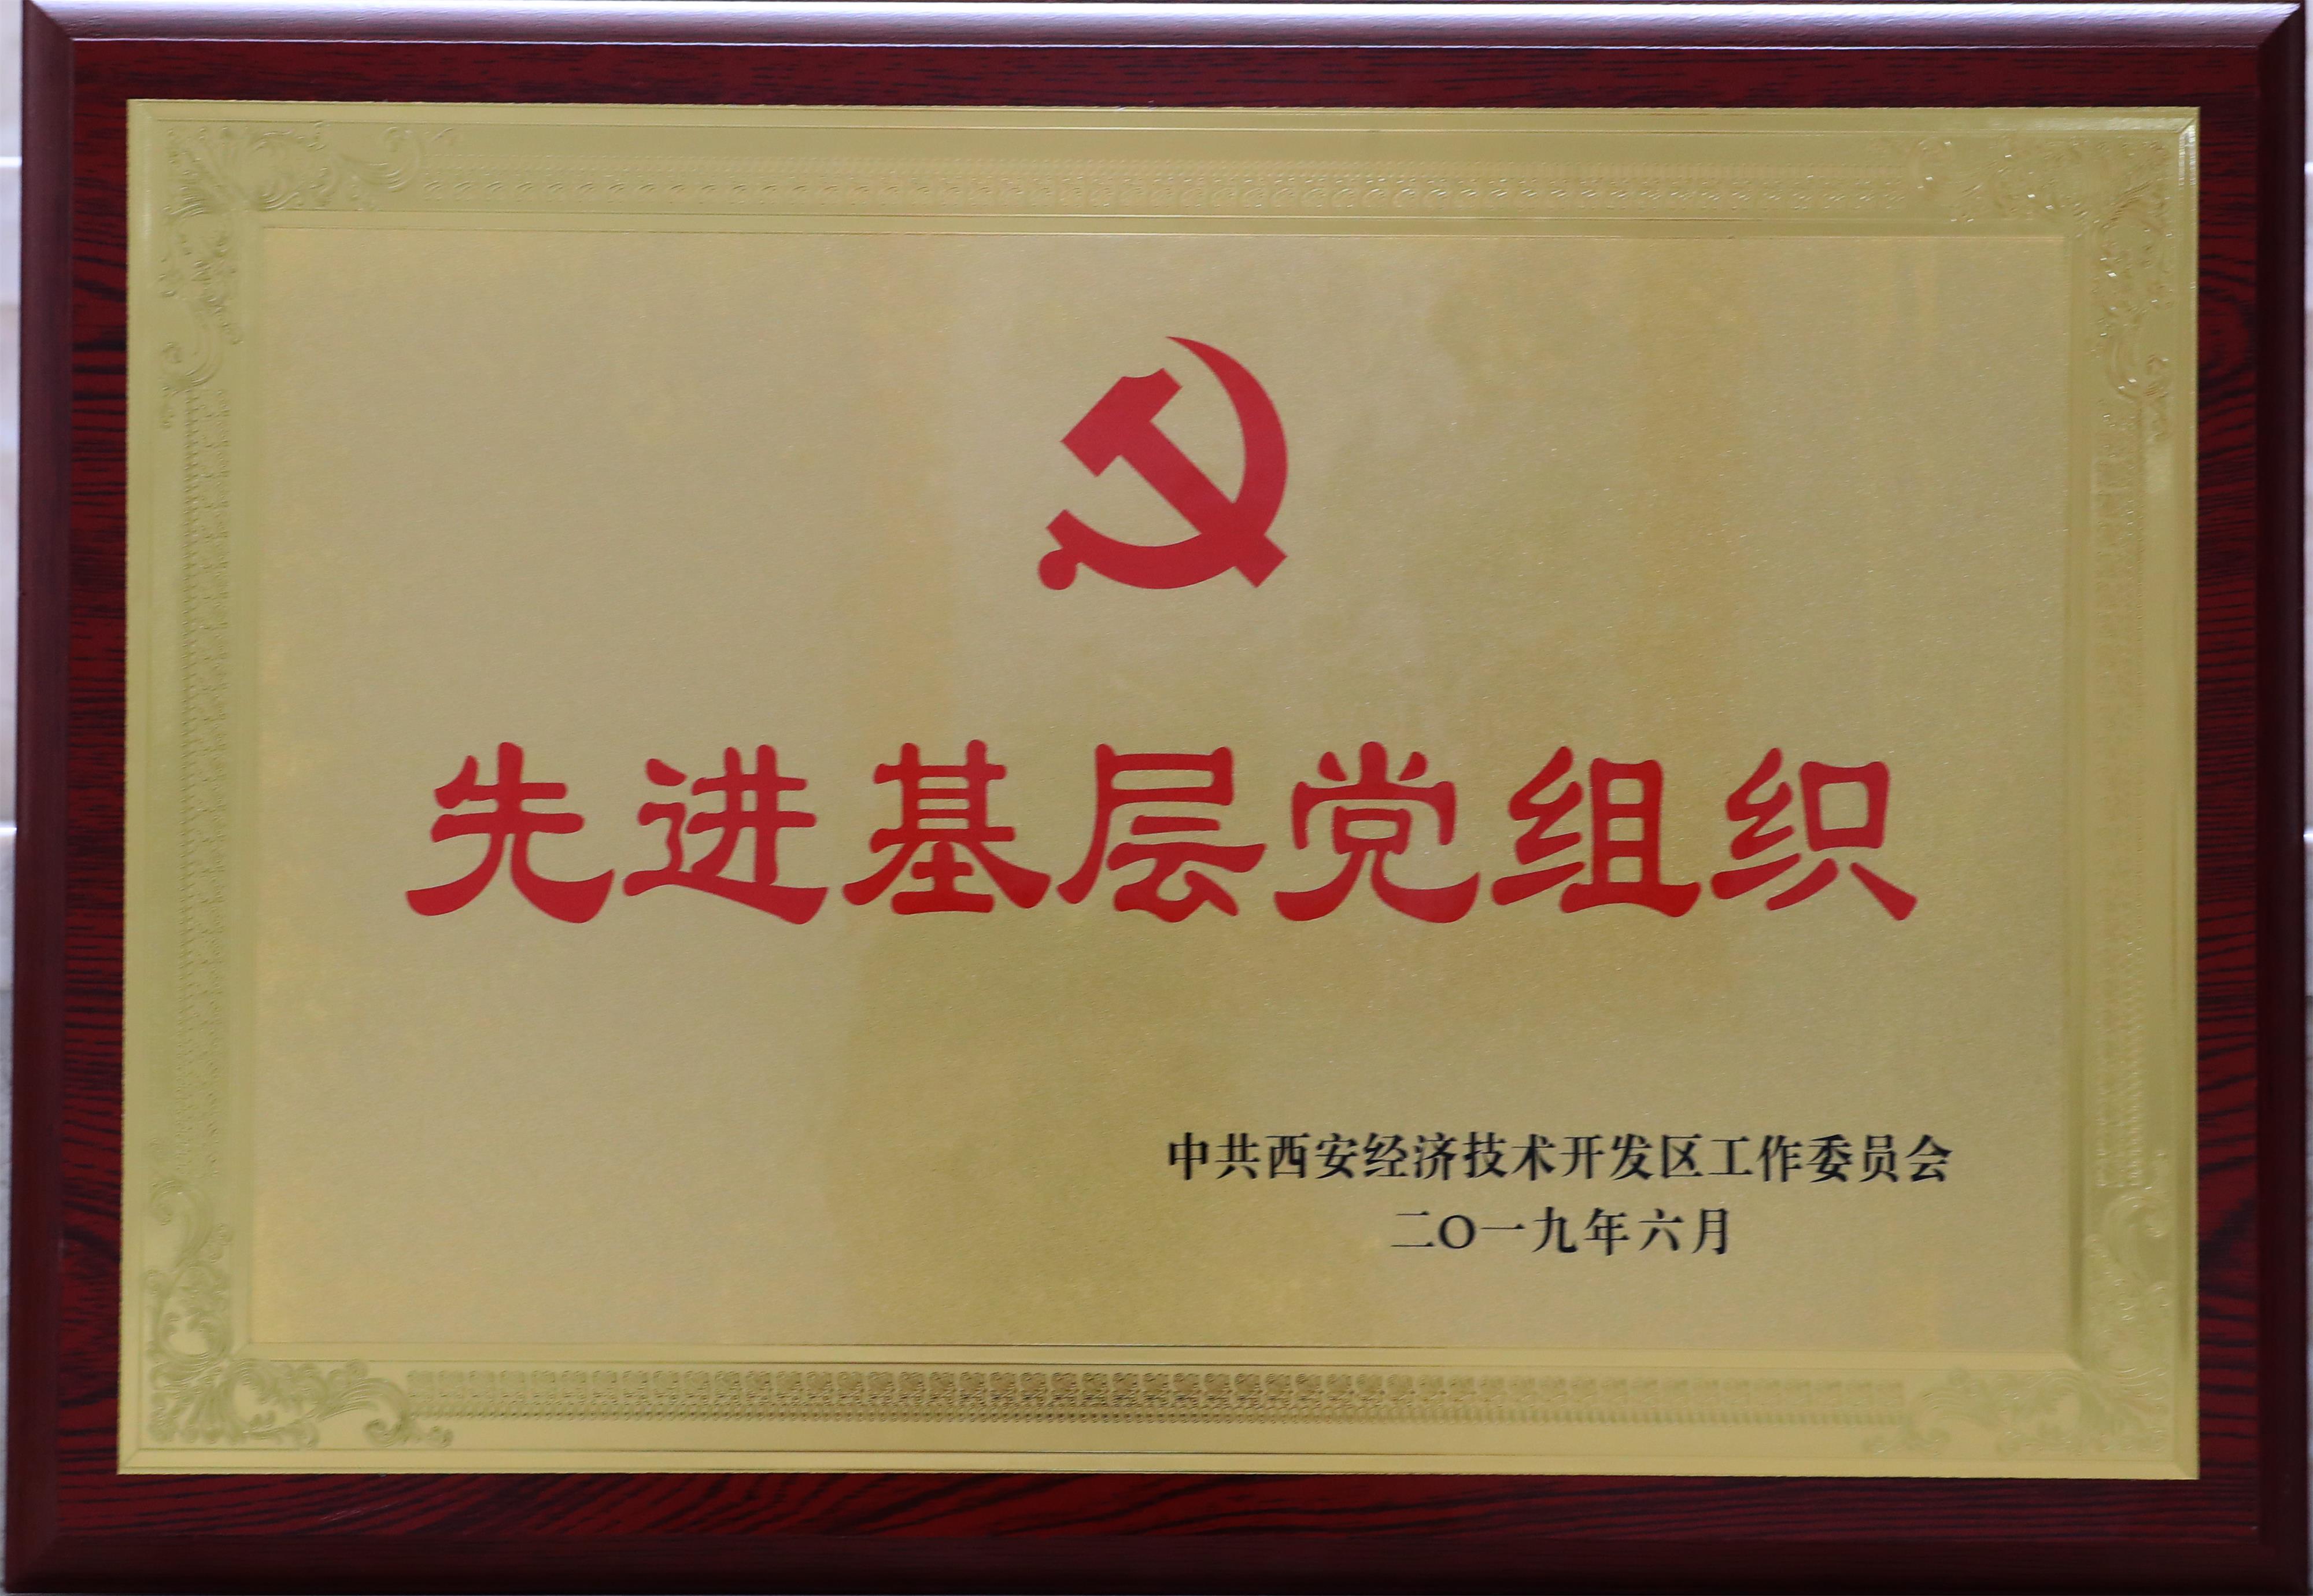 先进基层党组织
中共西安经济技术开发区工作委员会
二〇一九年六月